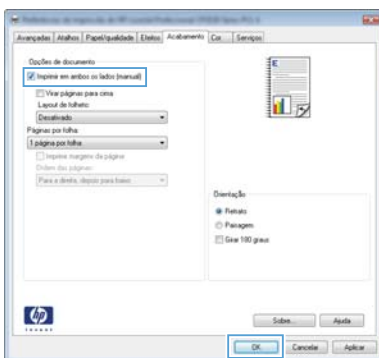 Avançadas Atalhos Papel/qualidade Efeitos Acabamento Cor Serviços
Opções de documento
Imprimir em ambos os lados (manual)
Virar páginas para cima
Layout de folheto:
Desativado
Páginas por folha:
1 página por folha
Imprimir margens da página
Ordem das páginas:
Para a direita, depois para baixo
E
Orientação
Retrato
Paisagem
Girar 180 graus
hp
invent
Sobre... Ajuda
OK Cancelar Aplicar